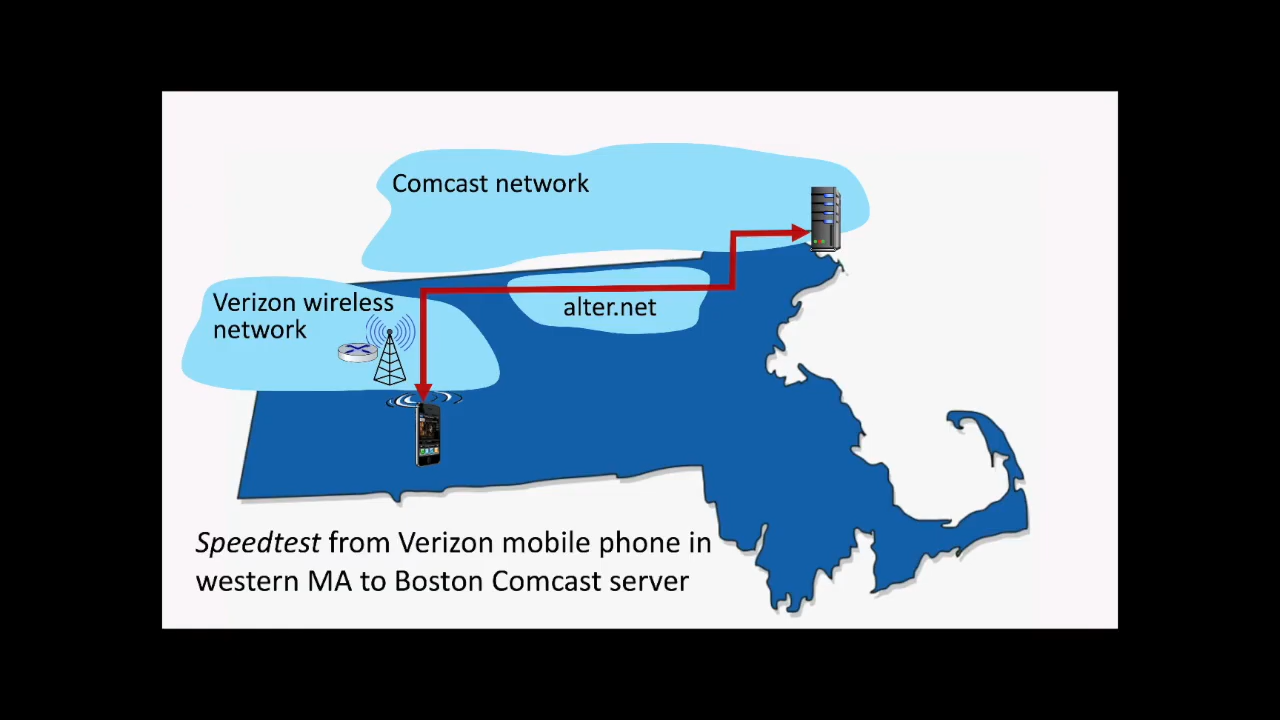 Comcast network
Verizon wireless
network
alter.net
Speedtest from Verizon mobile phone in
western MA to Boston Comcast server